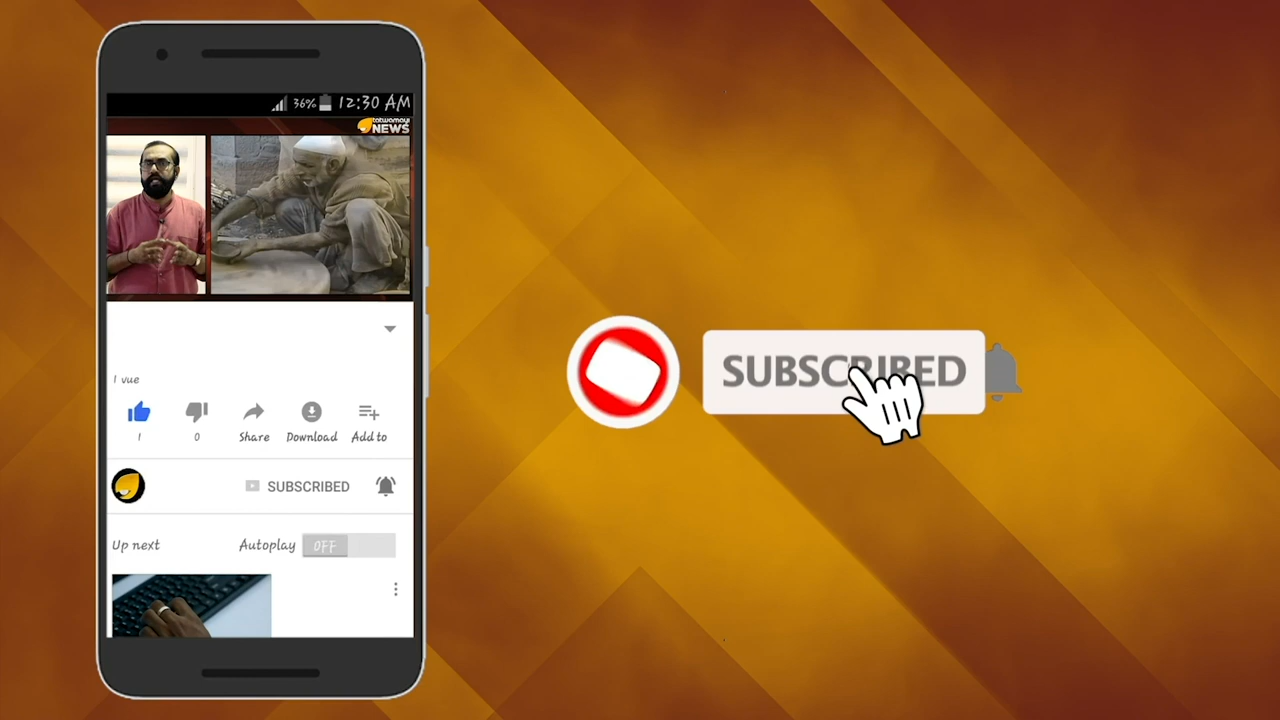 36% 12:30 AM
tatwamayi
NEWS
1 vue
1
0
Share
Download
Add to
SUBSCRIBED
Up next
Autoplay
OFF
SUBSCRIBED